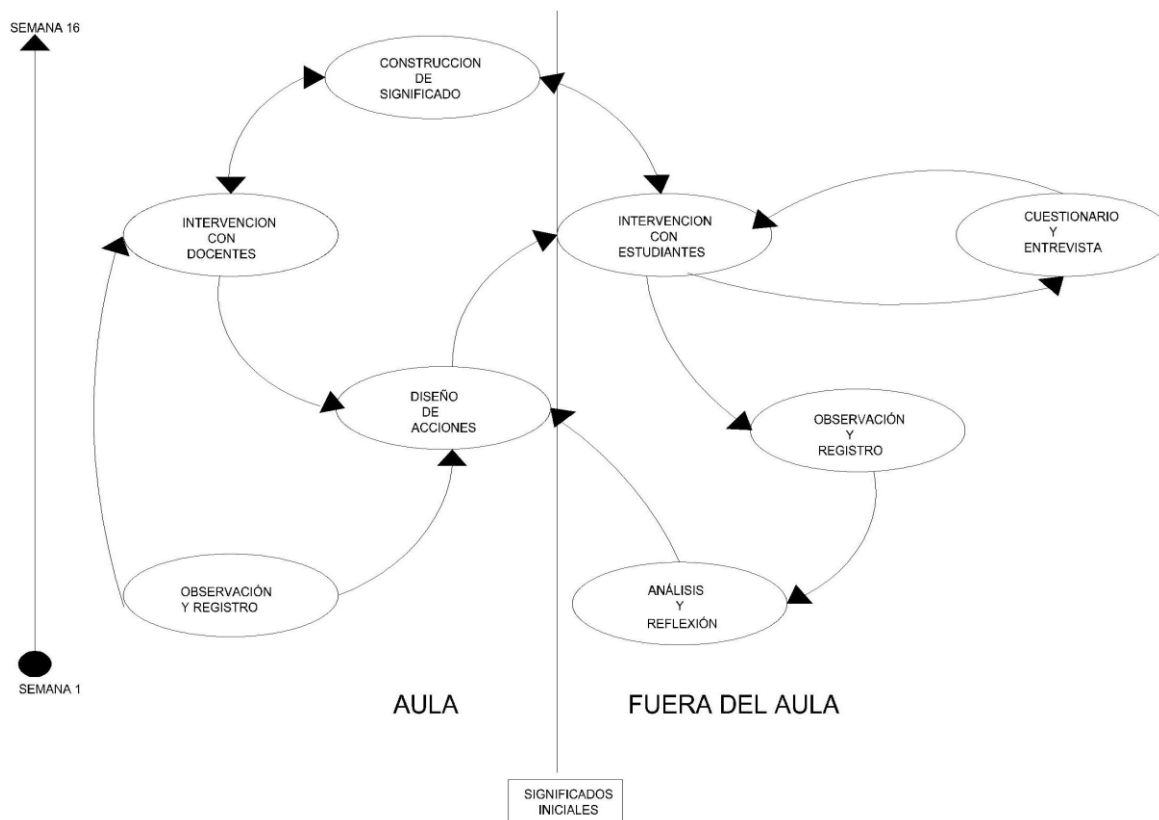 SEMANA 16
CONSTRUCCION
DE
SIGNIFICADO
INTERVENCION
CON
DOCENTES
INTERVENCION
CON
ESTUDIANTES
CUESTIONARIO
Y
ENTREVISTA
DISEÑO
DE
ACCIONES
OBSERVACIÓN
Y
REGISTRO
OBSERVACIÓN
Y REGISTRO
ANÁLISIS
Y
REFLEXIÓN
SEMANA 1
AULA
FUERA DEL AULA
SIGNIFICADOS
INICIALES